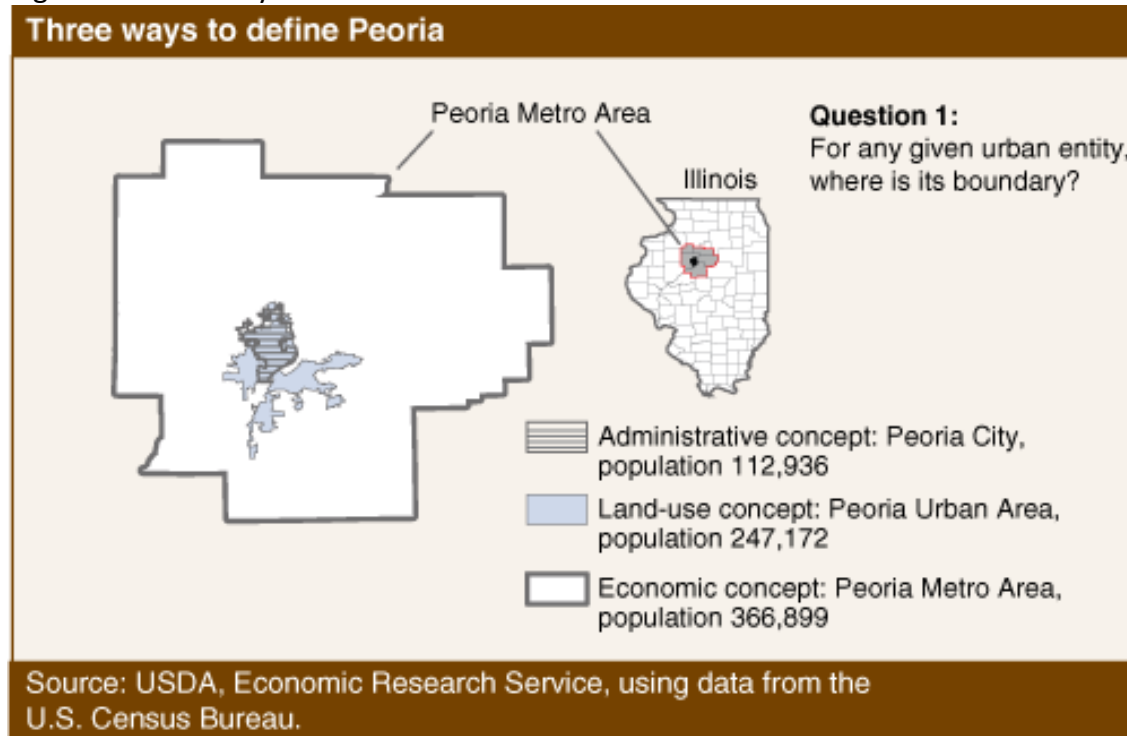 Three ways to define Peoria
Peoria Metro Area
Question 1:
For any given urban entity,
where is its boundary?
Illinois
Administrative concept: Peoria City,
population 112,936
Land-use concept: Peoria Urban Area,
population 247,172
Economic concept: Peoria Metro Area,
population 366,899
Source: USDA, Economic Research Service, using data from the
U.S. Census Bureau.